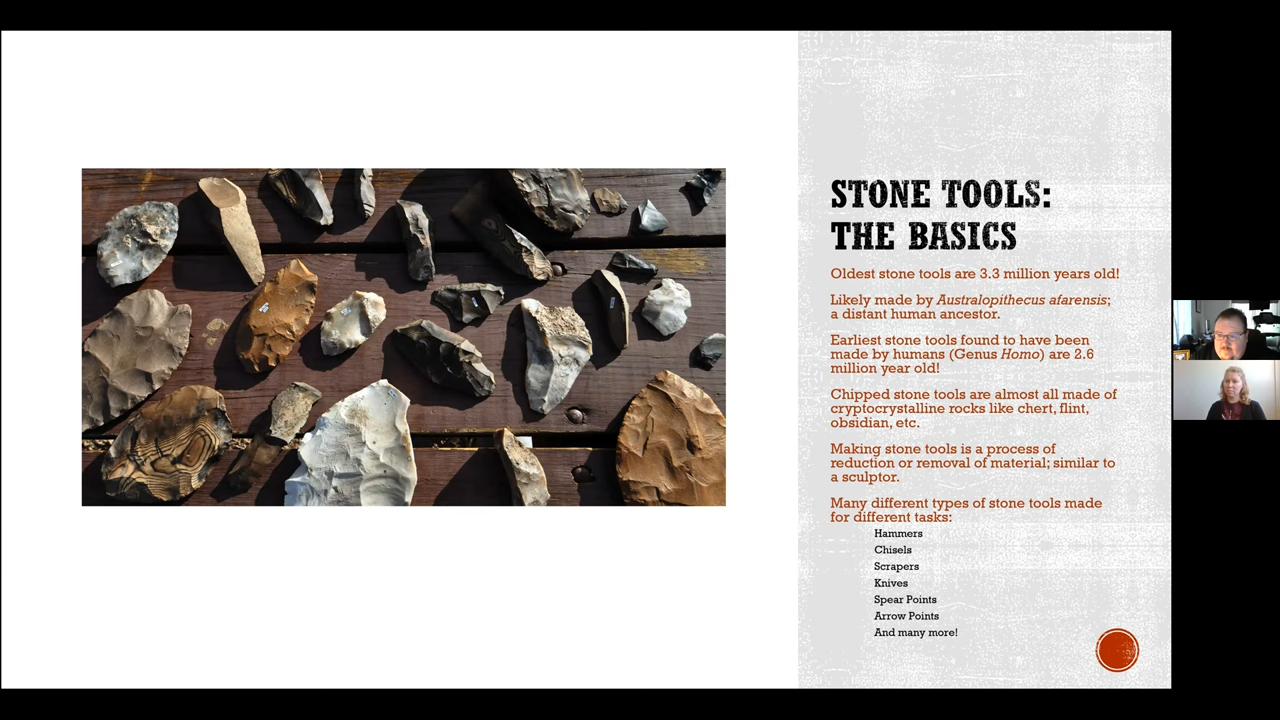 STONE TOOLS:
THE BASICS
Oldest stone tools are 3.3 million years old!
Likely made by Australopithecus afarensis;
a distant human ancestor.
Earliest stone tools found to have been
made by humans (Genus Homo) are 2.6
million year old!
Chipped stone tools are almost all made of
cryptocrystalline rocks like chert, flint,
obsidian, etc.
Making stone tools is a process of
reduction or removal of material; similar to
a sculptor.
Many different types of stone tools made
for different tasks:
Hammers
Chisels
Scrapers
Knives
Spear Points
Arrow Points
And many more!